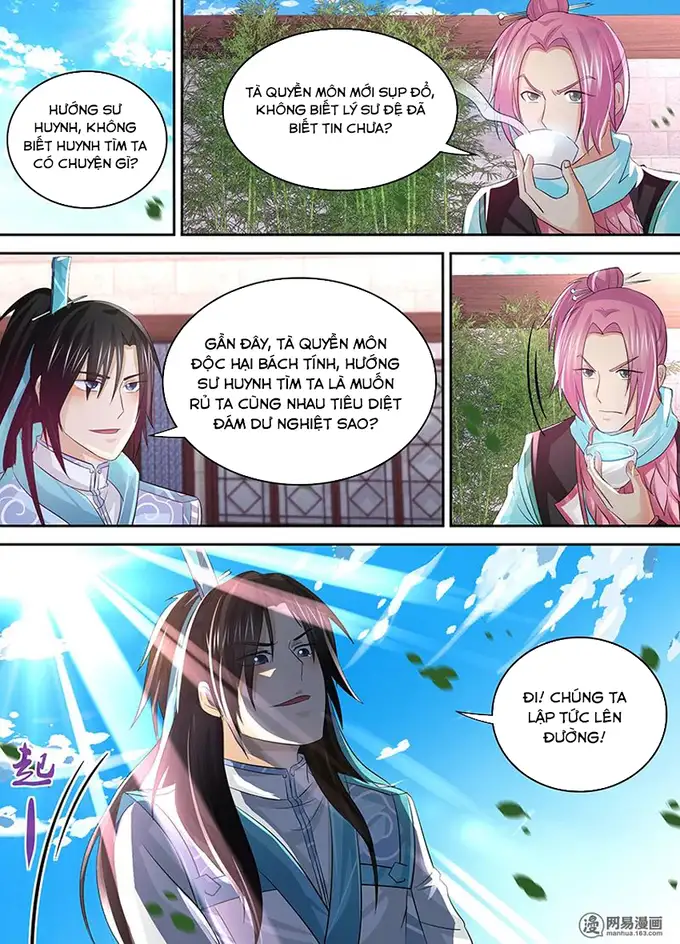 HƯỚNG SƯ
HUYNH, KHÔNG
BIẾT HUYNH TÌM TA
CÓ CHUYỆN GÌ?
TÀ QUYỀN MÔN MỚI SỤP ĐỔ,
KHÔNG BIẾT LÝ SƯ ĐỆ ĐÃ
BIẾT TIN CHƯA?
GẦN ĐÂY, TÀ QUYỀN MÔN
ĐỘC HẠI BÁCH TÍNH, HƯỚNG
SƯ HUYNH TÌM TA LÀ MUỐN
RỦ TA CÙNG NHAU TIÊU DIỆT
ĐÁM DƯ NGHIỆT SAO?
ĐI! CHÚNG TA
LẬP TỨC LÊN
ĐƯỜNG!
起
网易漫画
manhua.163.com